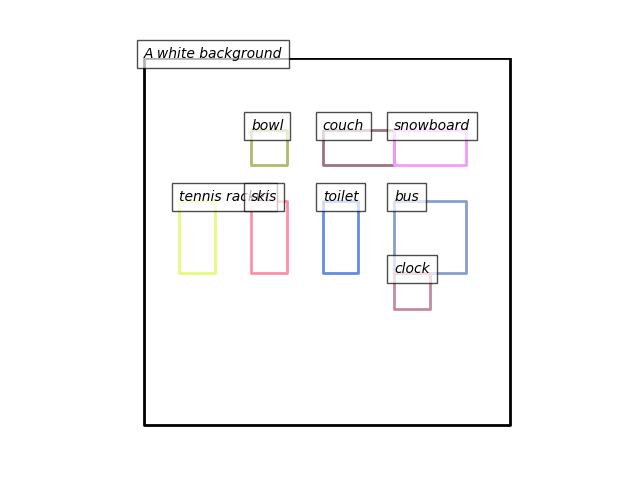 A white background
bowl
couch
snowboard
tennis rac
skis
toilet
bus
clock